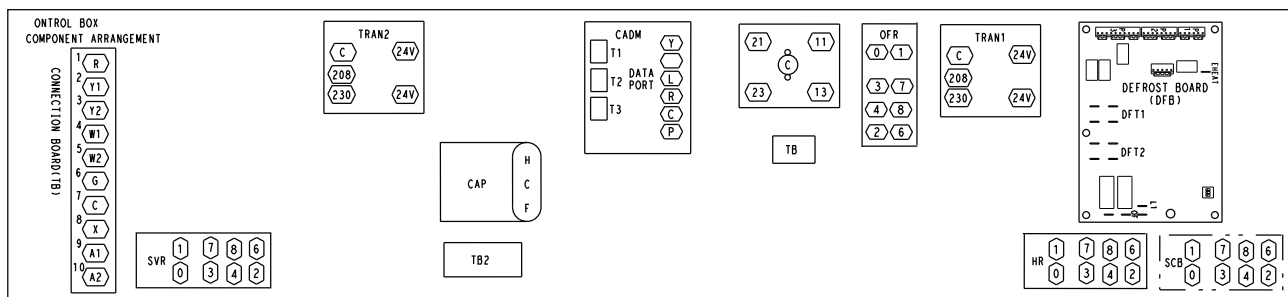 ONTROL BOX
COMPONENT ARRANGEMENT
CONNECTION BOARD(TB)
1 R
2 Y1
3 Y2
4 W1
5 W2
6 G
7 C
8 X
9 A1
10 A2
SVR
1 7 8 6
0 3 4 2
TRAN2
C 24V
208
230 24V
CAP
H
C
F
TB2
CADM
T1
T2
T3
DATA
PORT
Y
L
R
C
P
21 11
C
23 13
TB
OFR
0 1
3 7
4 8
2 6
TRAN1
C 24V
208
230 24V
EHEAT
DEFROST BOARD
(DFB)
DFT1
DFT2
L1
HR
1 7 8 6
0 3 4 2
SCB
1 7 8 6
0 3 4 2